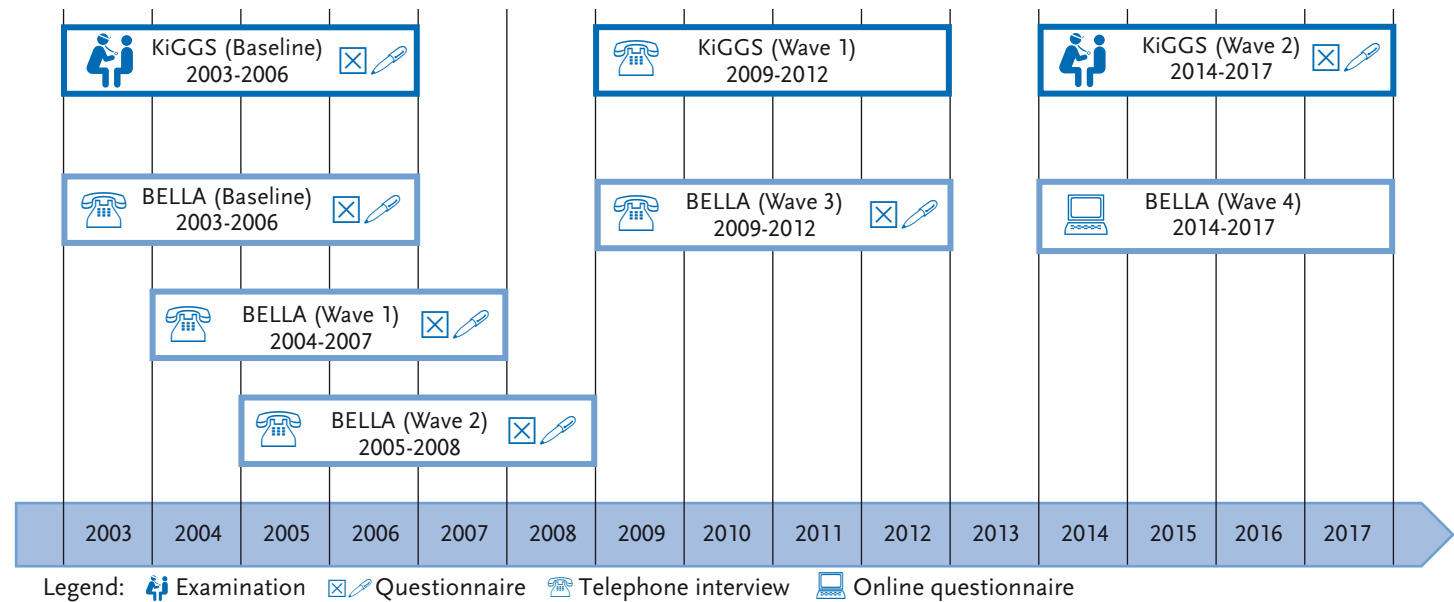 KiGGS (Baseline)
2003-2006
KiGGS (Wave 1)
2009-2012
KiGGS (Wave 2)
2014-2017
BELLA (Baseline)
2003-2006
BELLA (Wave 3)
2009-2012
BELLA (Wave 4)
2014-2017
BELLA (Wave 1)
2004-2007
BELLA (Wave 2)
2005-2008
2003 2004 2005 2006 2007 2008 2009 2010 2011 2012 2013 2014 2015 2016 2017
Legend: Examination Questionnaire Telephone interview Online questionnaire